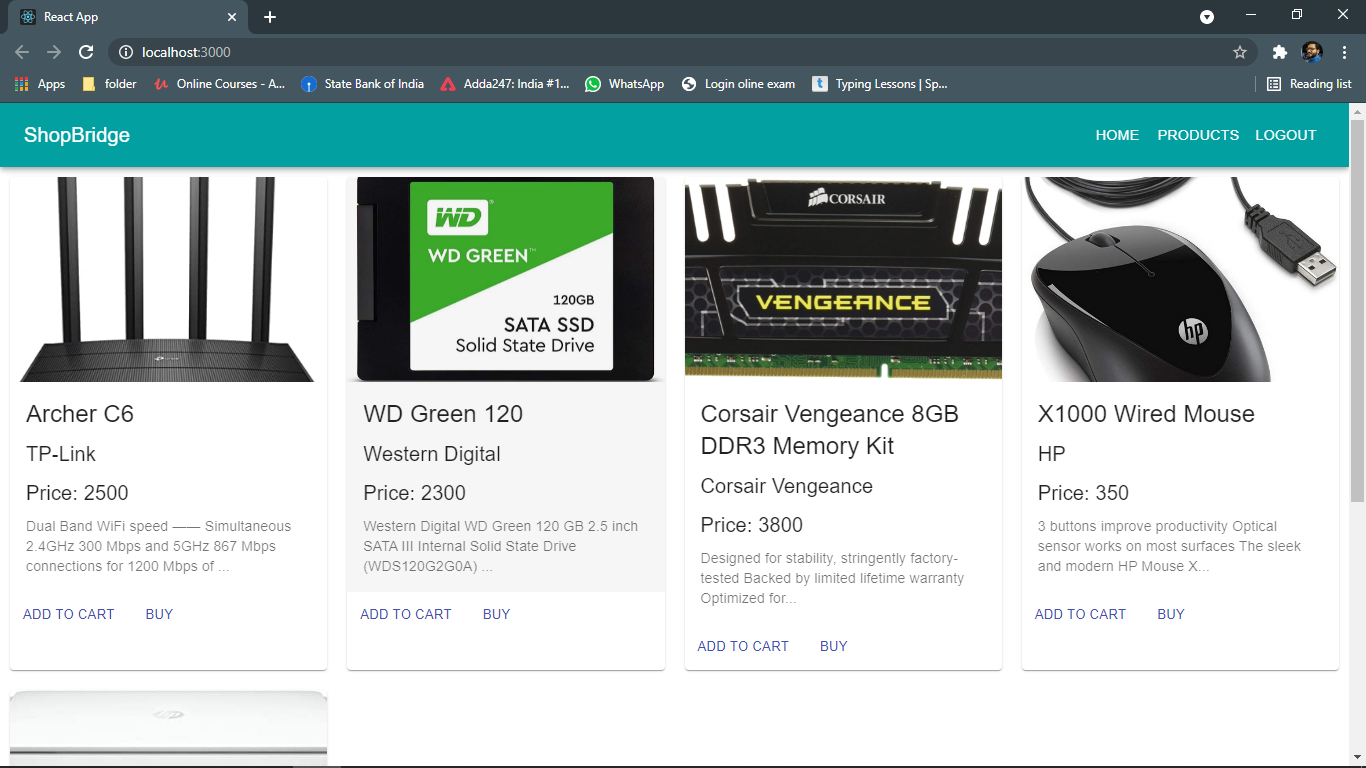 React App
localhost:3000
Apps
folder
Online Courses - A...
State Bank of India
Adda247: India #1...
WhatsApp
Login oline exam
Typing Lessons | Sp...
Reading list
ShopBridge
HOME
PRODUCTS
LOGOUT
WD
WD GREEN™
120GB
SATA SSD
Solid State Drive
CORSAIR
VENGEANCE
hp
Archer C6
TP-Link
Price: 2500
Dual Band WiFi speed —— Simultaneous
2.4GHz 300 Mbps and 5GHz 867 Mbps
connections for 1200 Mbps of ...
ADD TO CART
BUY
WD Green 120
Western Digital
Price: 2300
Western Digital WD Green 120 GB 2.5 inch
SATA III Internal Solid State Drive
(WDS120G2G0A) ...
ADD TO CART
BUY
Corsair Vengeance 8GB
DDR3 Memory Kit
Corsair Vengeance
Price: 3800
Designed for stability, stringently factory-
tested Backed by limited lifetime warranty
Optimized for...
ADD TO CART
BUY
X1000 Wired Mouse
HP
Price: 350
3 buttons improve productivity Optical
sensor works on most surfaces The sleek
and modern HP Mouse X...
ADD TO CART
BUY
hp